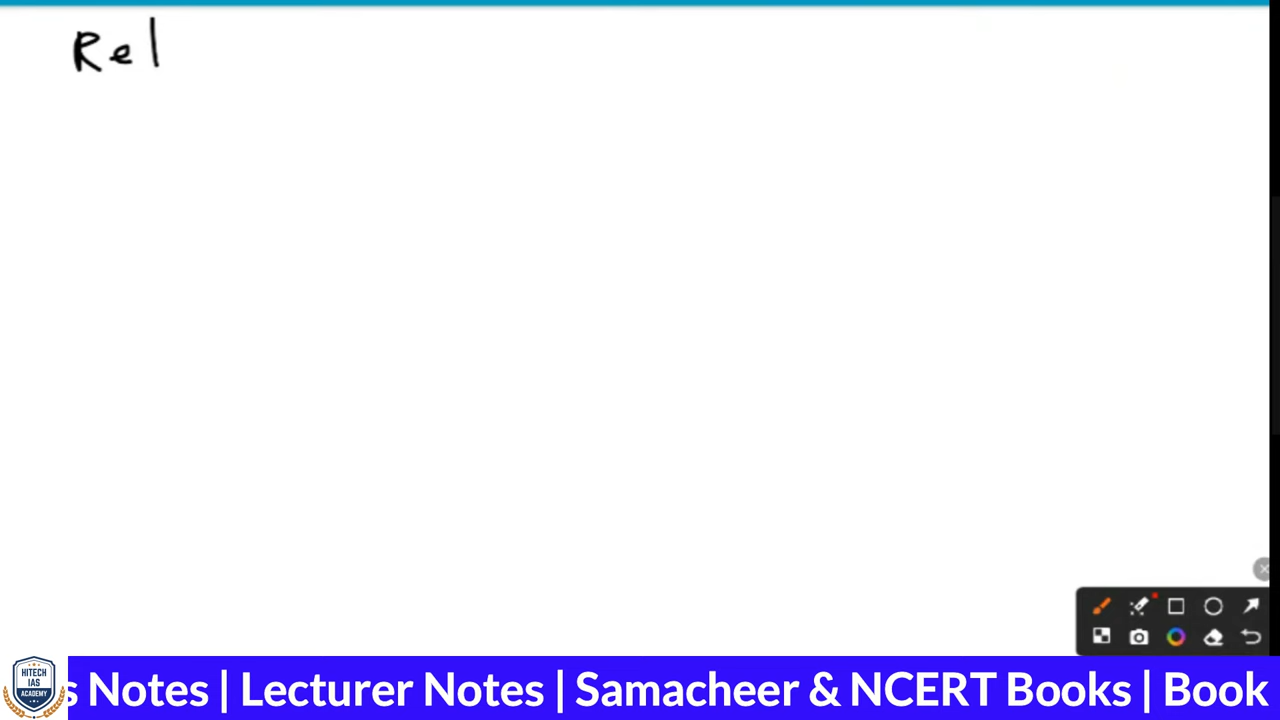 Rel
HITECH
IAS
ACADEMY
s Notes | Lecturer Notes | Samacheer & NCERT Books | Book